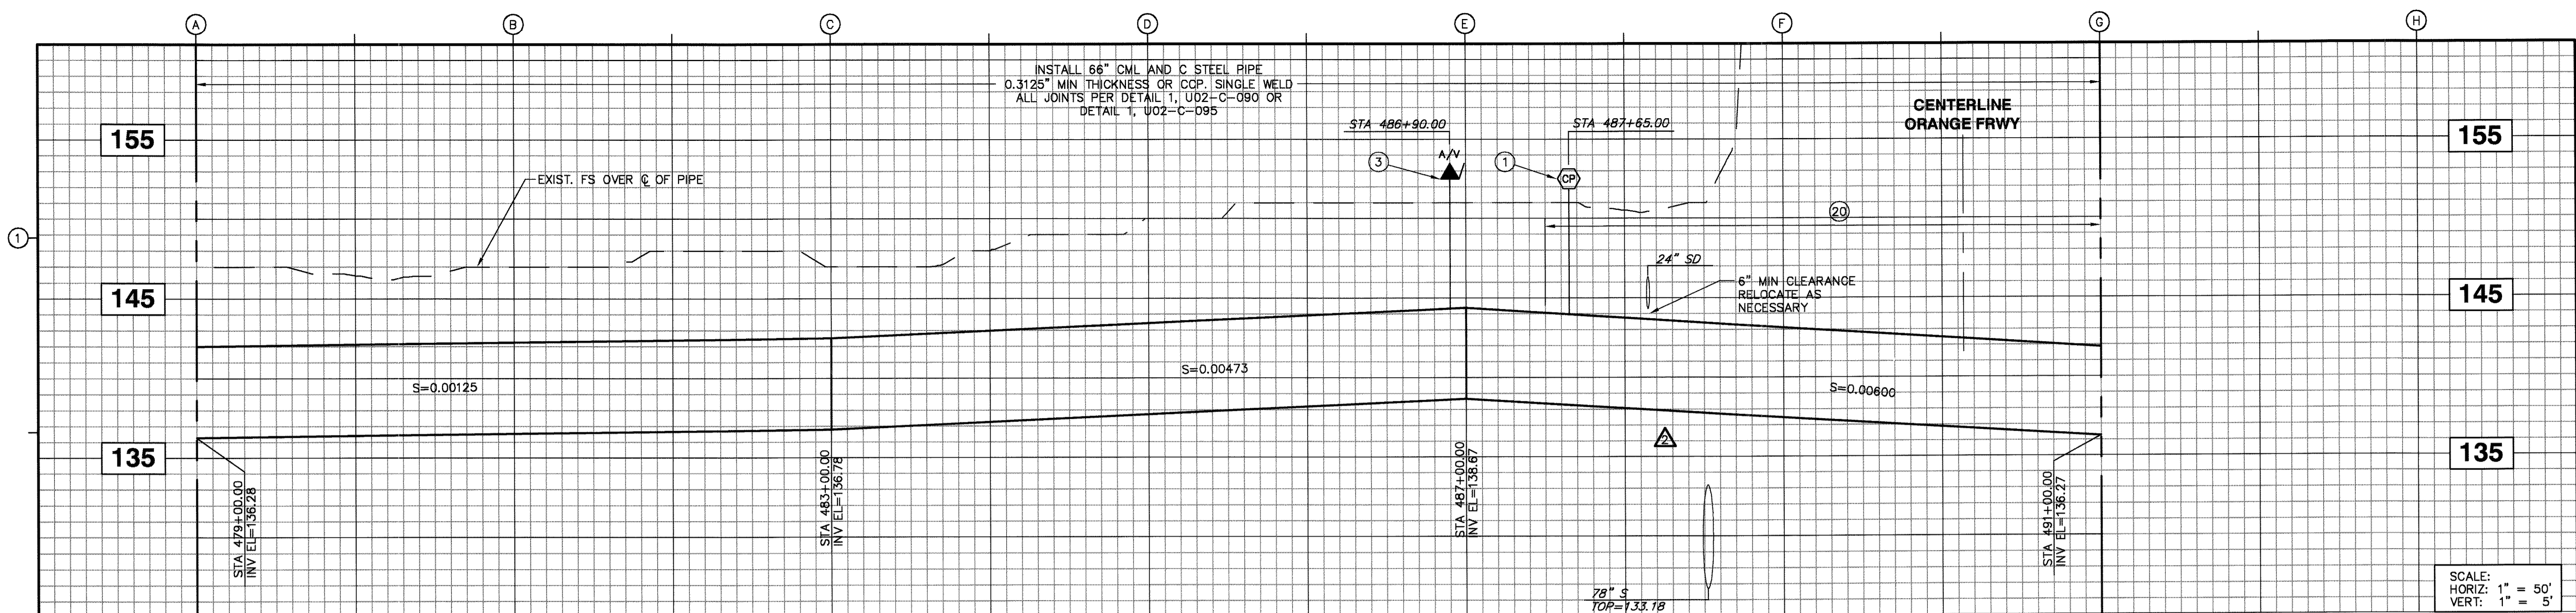 A B C D E F G H
INSTALL 66" CML AND C STEEL PIPE
0.3125" MIN THICKNESS OR CCP. SINGLE WELD
ALL JOINTS PER DETAIL 1, U02-C-090 OR
DETAIL 1, U02-C-095
CENTERLINE
ORANGE FRWY
155
155
STA 486+90.00
STA 487+65.00
A/V
3
1
CP
EXIST. FS OVER ℄ OF PIPE
20
1
24" SD
6" MIN CLEARANCE
RELOCATE AS
NECESSARY
145
145
S=0.00125
S=0.00473
S=0.00600
2
135
135
STA 479+00.00
INV EL=136.28
STA 483+00.00
INV EL=136.78
STA 487+00.00
INV EL=138.67
STA 491+00.00
INV EL=136.27
78" S
TOP=133.18
SCALE:
HORIZ: 1" = 50'
VERT: 1" = 5'